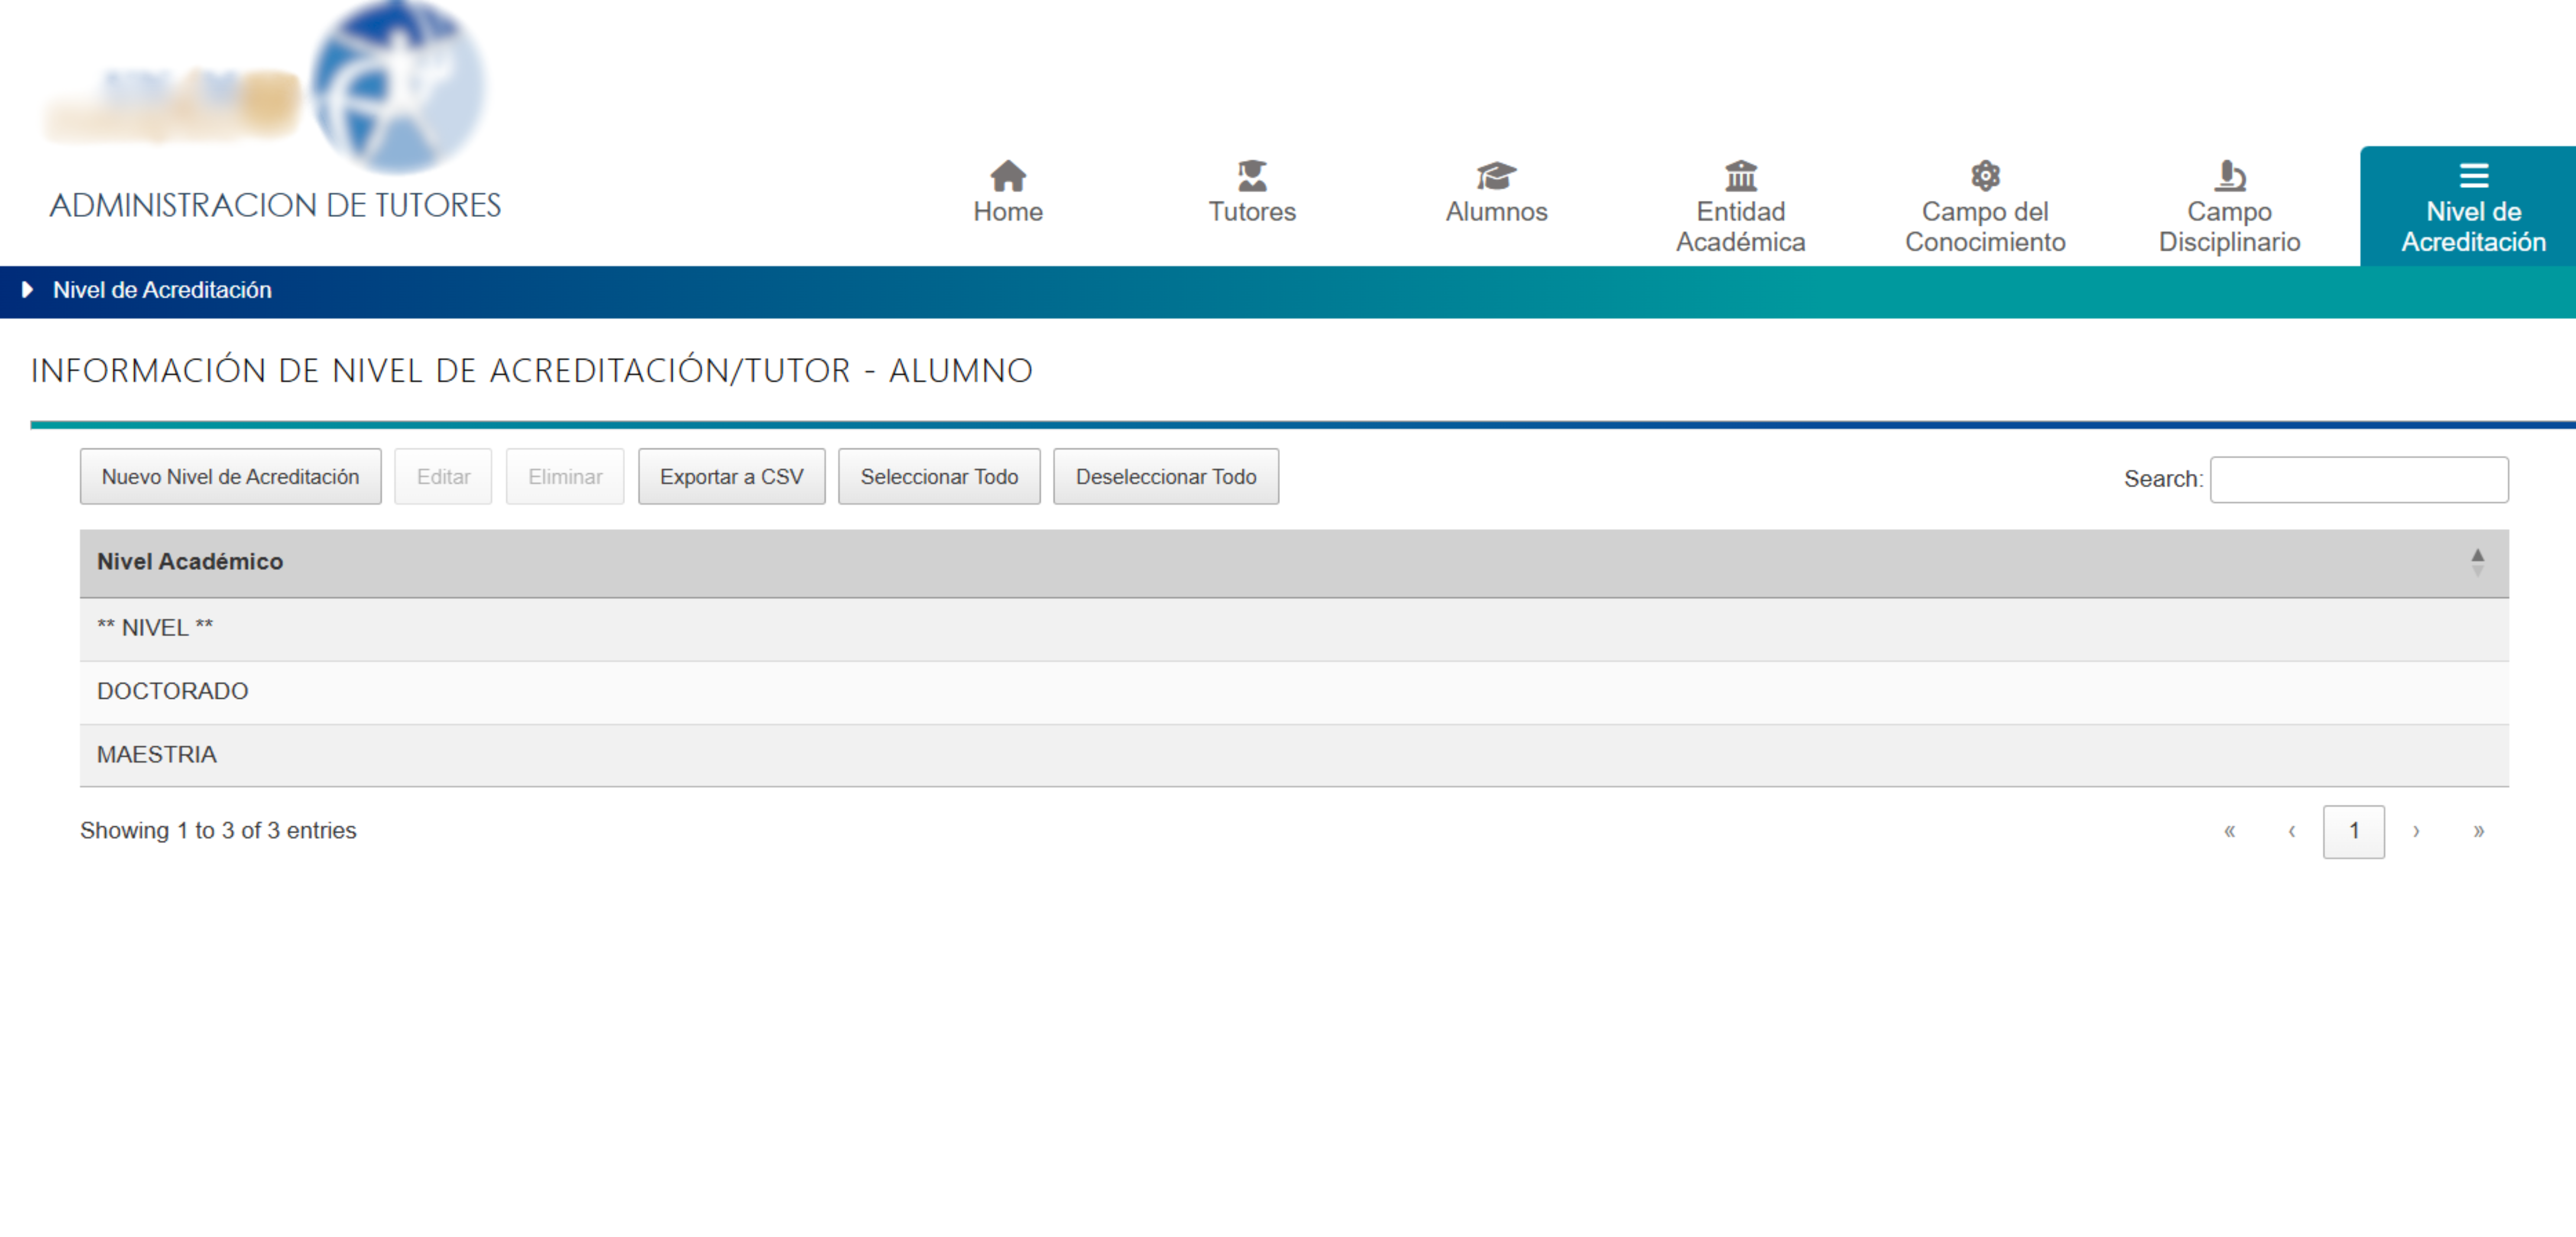 ADMINISTRACION DE TUTORES
Home
Tutores
Alumnos
Entidad
Académica
Campo del
Conocimiento
Campo
Disciplinario
Nivel de
Acreditación
Nivel de Acreditación
INFORMACIÓN DE NIVEL DE ACREDITACIÓN/TUTOR - ALUMNO
Nuevo Nivel de Acreditación Editar Eliminar Exportar a CSV Seleccionar Todo Deseleccionar Todo Search:
Nivel Académico
** NIVEL **
DOCTORADO
MAESTRIA
Showing 1 to 3 of 3 entries « ‹ 1 › »